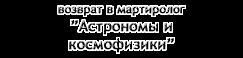 возврат в мартиролог
"Астрономы и
космофизики"